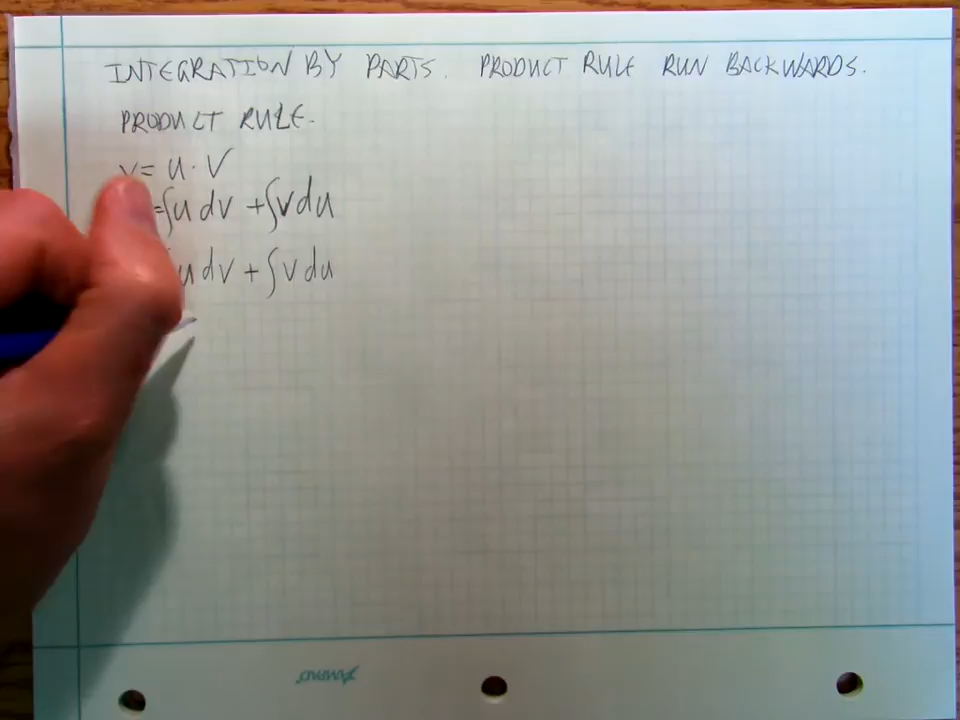 INTEGRATION BY PARTS. PRODUCT RULE RUN BACKWARDS.
PRODUCT RULE.
y = u · v
=∫u dv + ∫v du
u dv + ∫v du